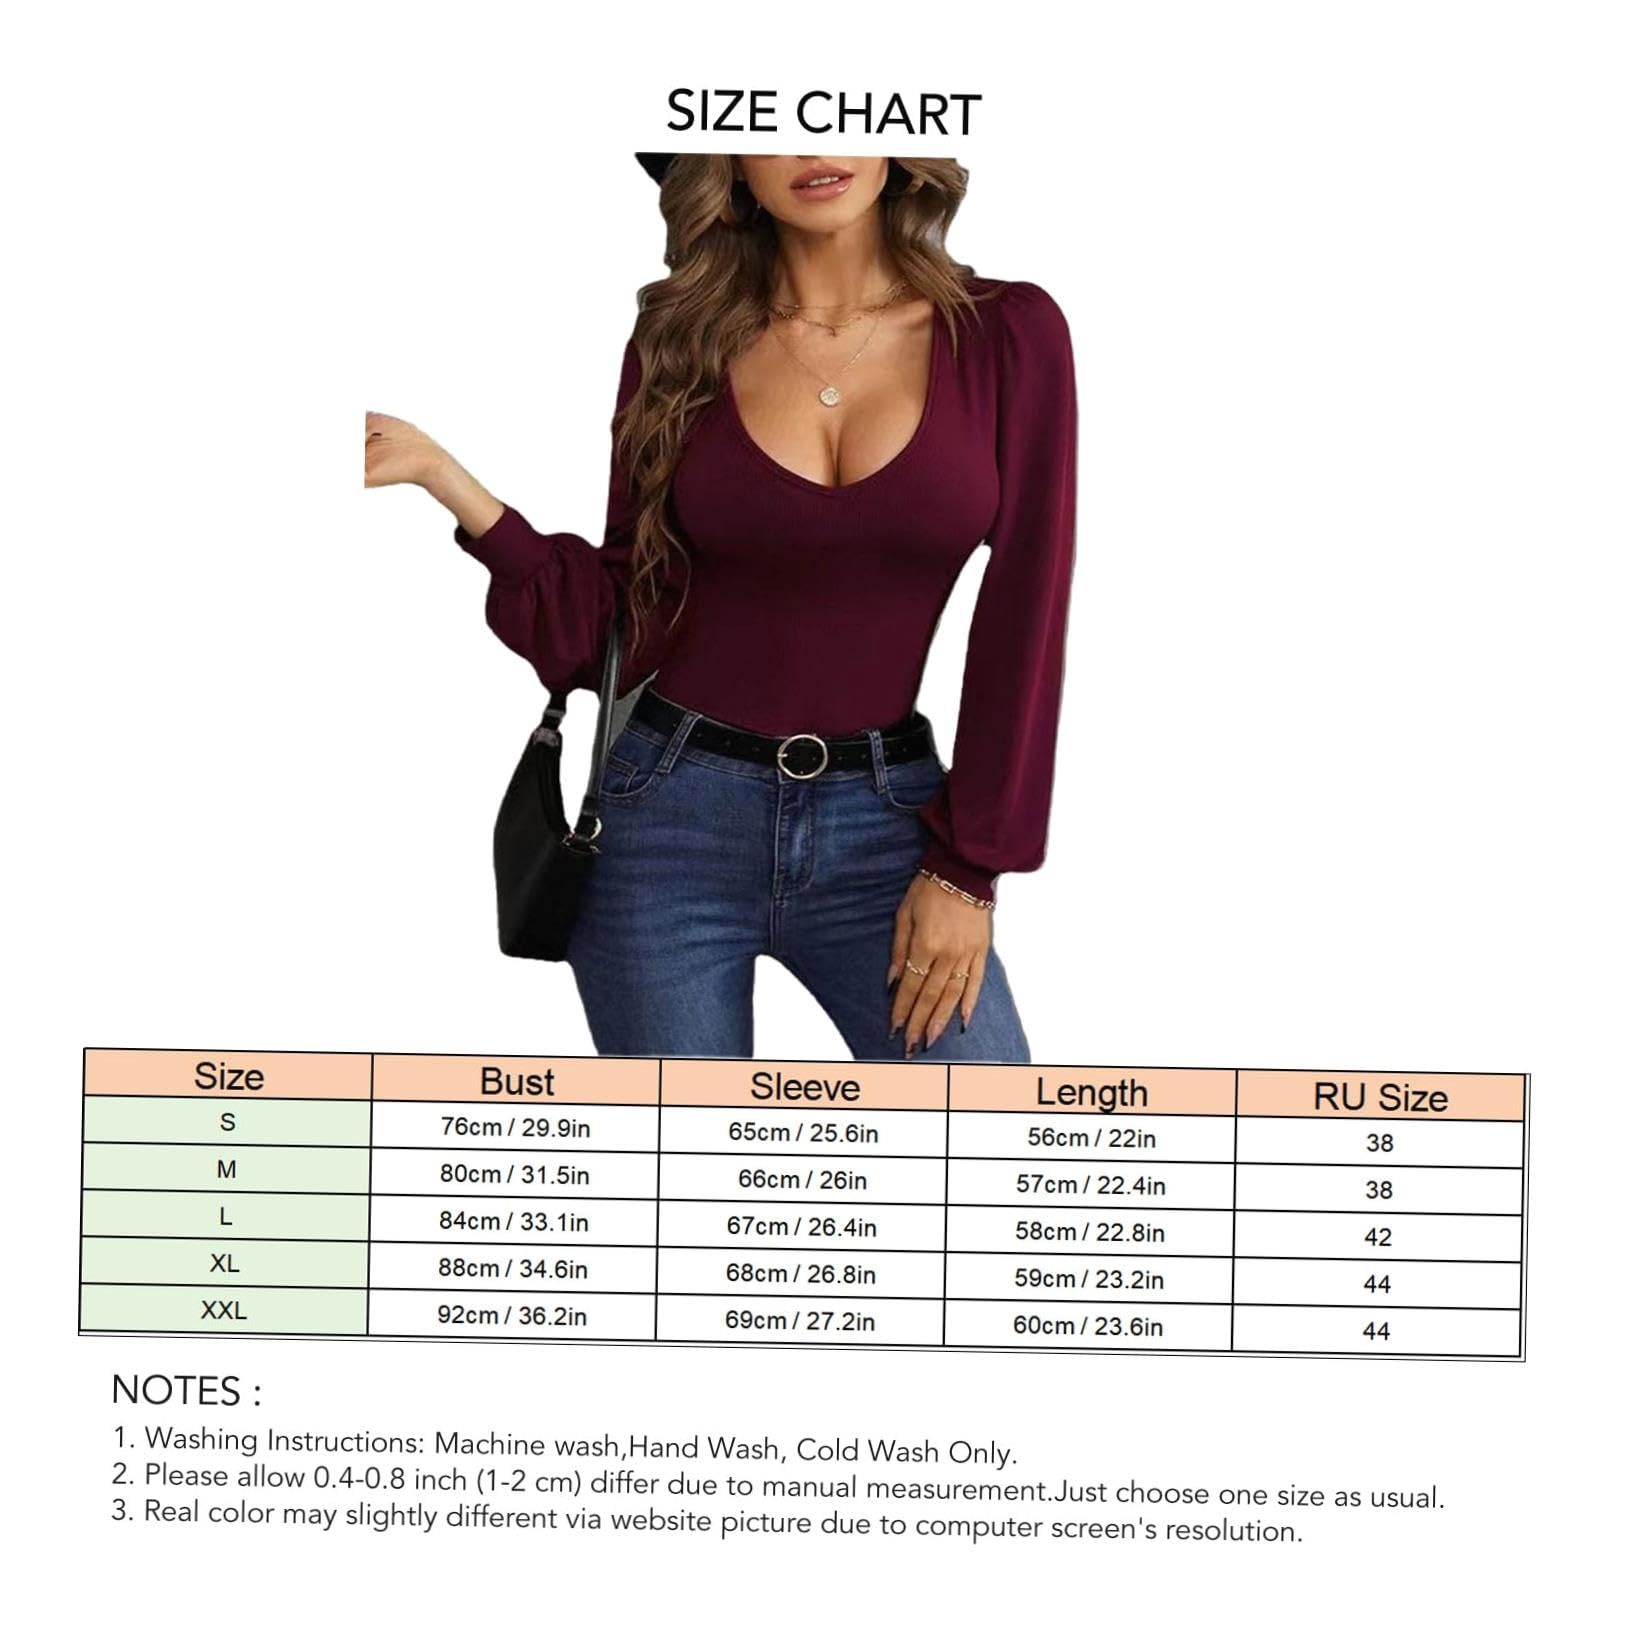 SIZE CHART
Size Bust Sleeve Length RU Size
S 76cm / 29.9in 65cm / 25.6in 56cm / 22in 38
M 80cm / 31.5in 66cm / 26in 57cm / 22.4in 38
L 84cm / 33.1in 67cm / 26.4in 58cm / 22.8in 42
XL 88cm / 34.6in 68cm / 26.8in 59cm / 23.2in 44
XXL 92cm / 36.2in 69cm / 27.2in 60cm / 23.6in 44
NOTES :
1. Washing Instructions: Machine wash,Hand Wash, Cold Wash Only.
2. Please allow 0.4-0.8 inch (1-2 cm) differ due to manual measurement.Just choose one size as usual.
3. Real color may slightly different via website picture due to computer screen's resolution.